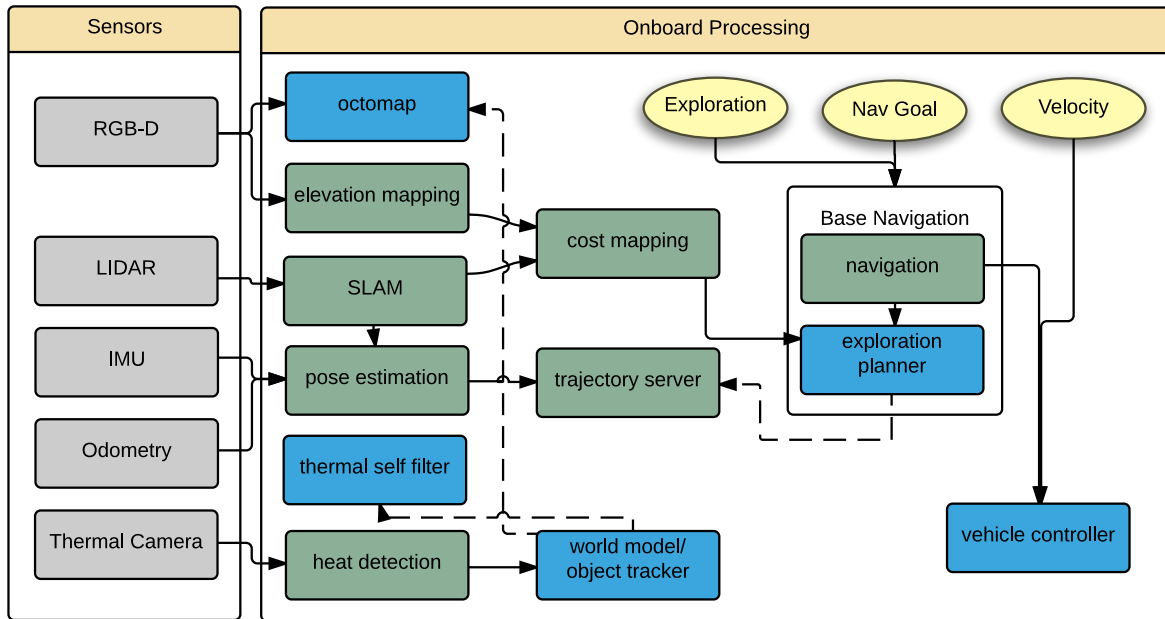 Sensors
Onboard Processing
RGB-D
LIDAR
IMU
Odometry
Thermal Camera
octomap
elevation mapping
SLAM
pose estimation
thermal self filter
heat detection
cost mapping
trajectory server
world model/
object tracker
Exploration
Nav Goal
Velocity
Base Navigation
navigation
exploration
planner
vehicle controller